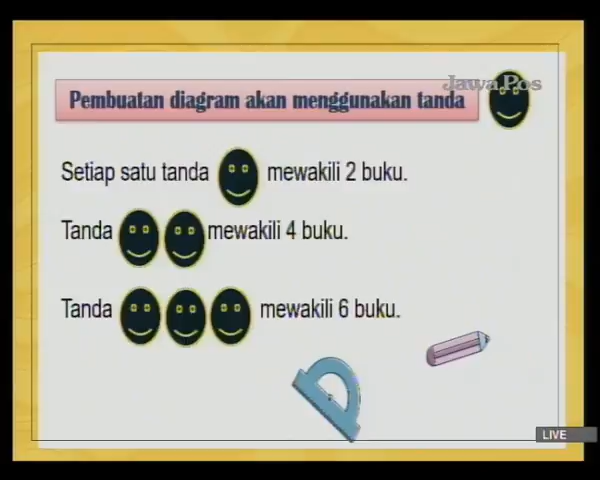 Jawa Pos
Pembuatan diagram akan menggunakan tanda
Setiap satu tanda mewakili 2 buku.
Tanda mewakili 4 buku.
Tanda mewakili 6 buku.
LIVE